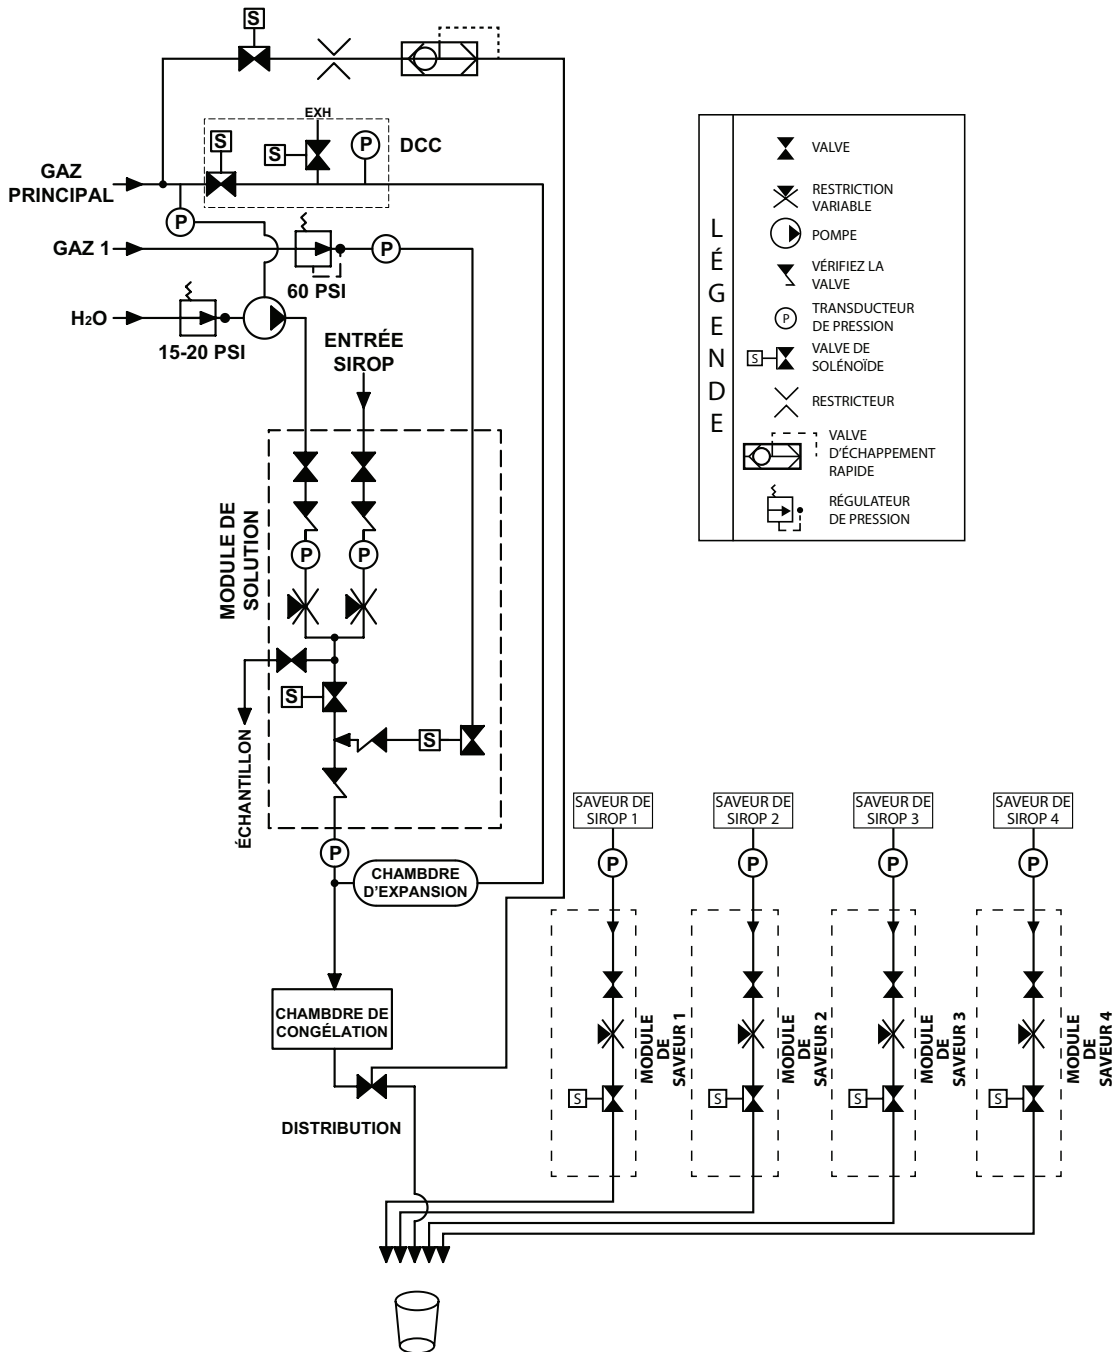 S
EXH
S
S
P
DCC
GAZ
PRINCIPAL
P
GAZ 1
P
60 PSI
H2O
15-20 PSI
ENTRÉE
SIROP
MODULE DE
SOLUTION
P
P
S
S
ÉCHANTILLON
P
CHAMBDRE
D'EXPANSION
CHAMBDRE DE
CONGÉLATION
DISTRIBUTION
LÉGENDE
VALVE
RESTRICTION
VARIABLE
POMPE
VÉRIFIEZ LA
VALVE
P
TRANSDUCTEUR
DE PRESSION
S
VALVE DE
SOLÉNOÏDE
RESTRICTEUR
VALVE
D'ÉCHAPPEMENT
RAPIDE
RÉGULATEUR
DE PRESSION
SAVEUR DE
SIROP 1
SAVEUR DE
SIROP 2
SAVEUR DE
SIROP 3
SAVEUR DE
SIROP 4
P
P
P
P
MODULE
DE
SAVEUR 1
MODULE
DE
SAVEUR 2
MODULE
DE
SAVEUR 3
MODULE
DE
SAVEUR 4
S
S
S
S